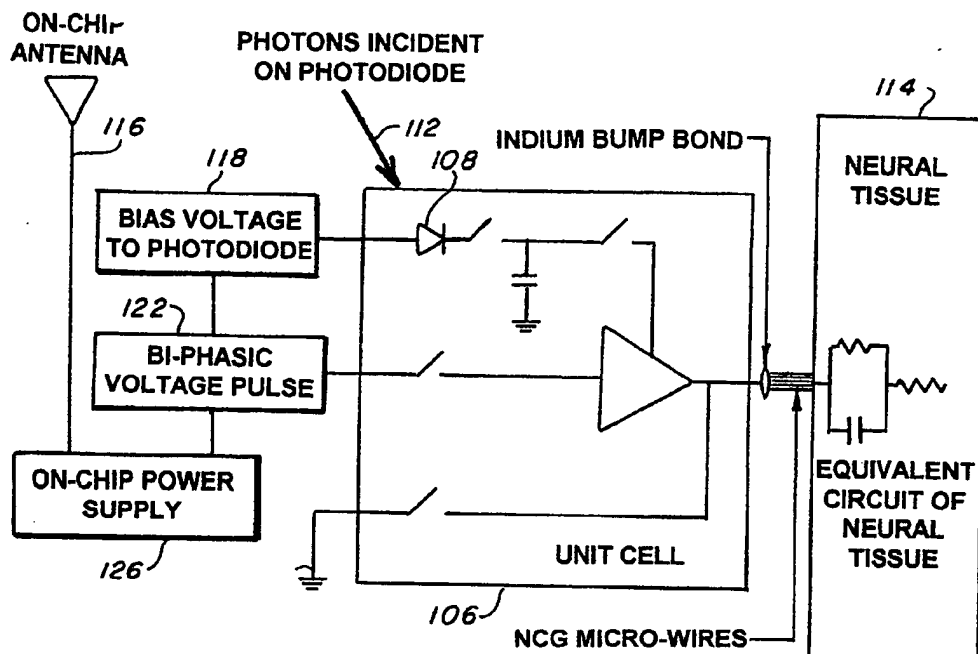 ON-CHIP
ANTENNA
116
PHOTONS INCIDENT
ON PHOTODIODE
112
108
118
BIAS VOLTAGE
TO PHOTODIODE
122
BI-PHASIC
VOLTAGE PULSE
ON-CHIP POWER
SUPPLY
126
UNIT CELL
106
INDIUM BUMP BOND
NCG MICRO-WIRES
114
NEURAL
TISSUE
EQUIVALENT
CIRCUIT OF
NEURAL
TISSUE